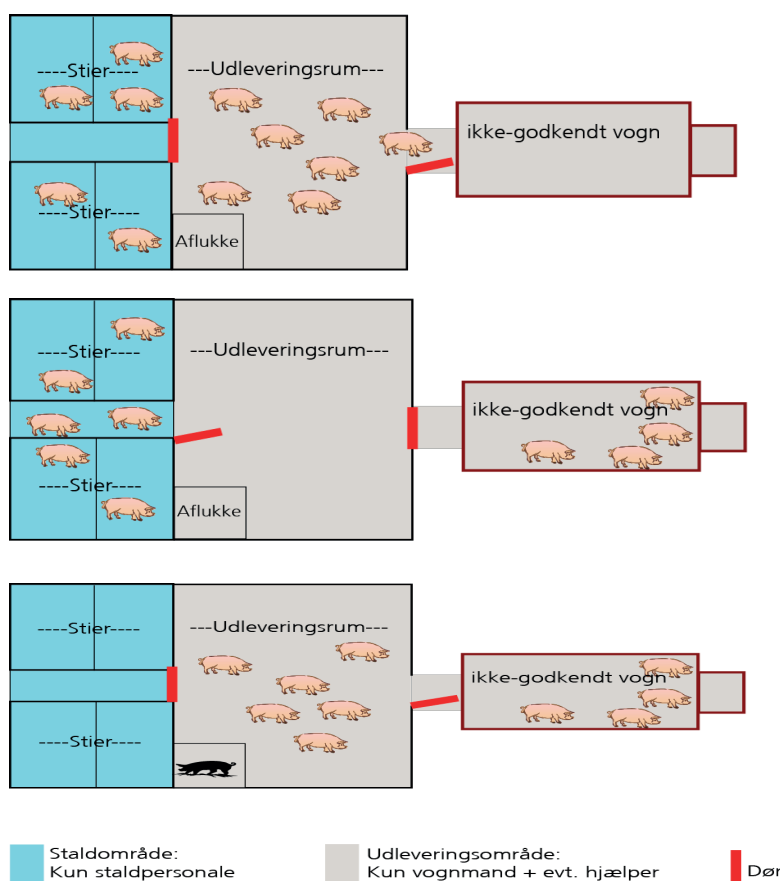 ----Stier----
---Udleveringsrum---
ikke-godkendt vogn
----Stier----
Aflukke
----Stier----
---Udleveringsrum---
ikke-godkendt vogn
----Stier----
Aflukke
----Stier----
---Udleveringsrum---
ikke-godkendt vogn
----Stier----
Staldområde:
Kun staldpersonale
Udleveringsområde:
Kun vognmand + evt. hjælper
Dør